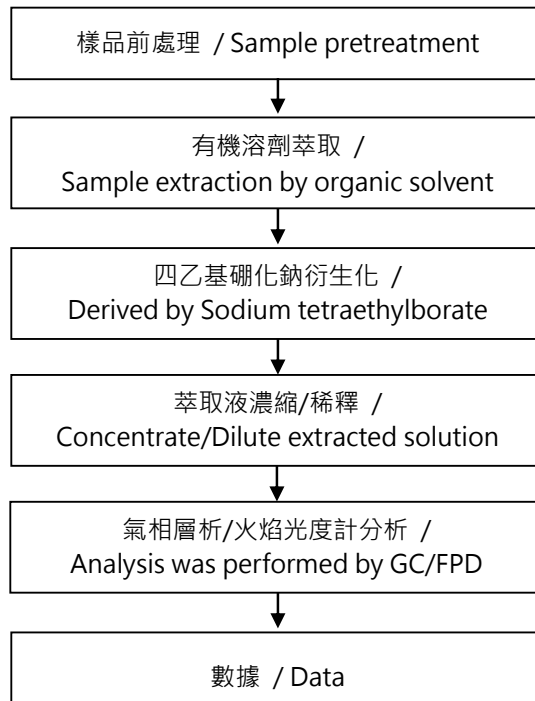 樣品前處理 / Sample pretreatment
有機溶劑萃取 /
Sample extraction by organic solvent
四乙基硼化鈉衍生化 /
Derived by Sodium tetraethylborate
萃取液濃縮/稀釋 /
Concentrate/Dilute extracted solution
氣相層析/火焰光度計分析 /
Analysis was performed by GC/FPD
數據 / Data